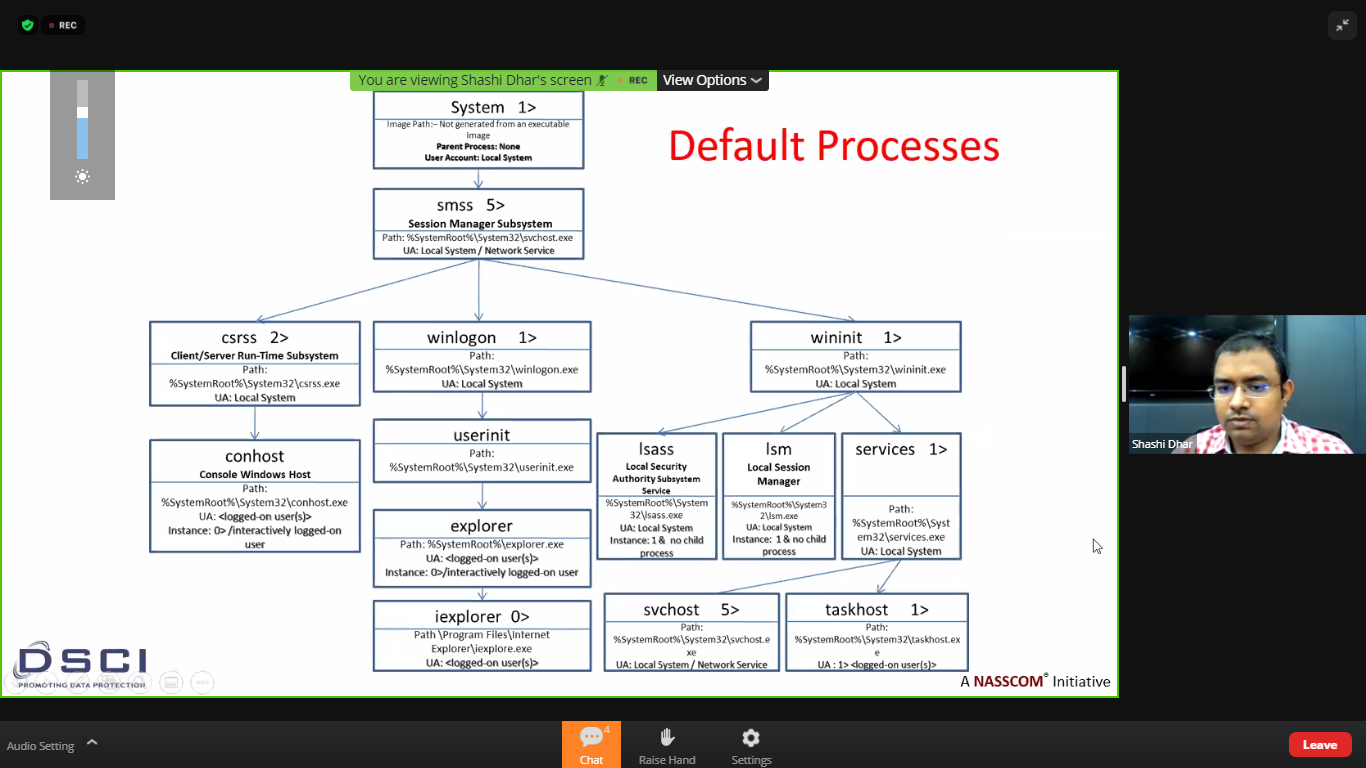 REC
You are viewing Shashi Dhar's screen
REC
View Options
Default Processes
System 1>
Image Path:– Not generated from an executable
image
Parent Process: None
User Account: Local System
smss 5>
Session Manager Subsystem
Path: %SystemRoot%\System32\svchost.exe
UA: Local System / Network Service
csrss 2>
Client/Server Run-Time Subsystem
Path:
%SystemRoot%\System32\csrss.exe
UA: Local System
winlogon 1>
Path:
%SystemRoot%\System32\winlogon.exe
UA: Local System
wininit 1>
Path:
%SystemRoot%\System32\wininit.exe
UA: Local System
conhost
Console Windows Host
Path:
%SystemRoot%\System32\conhost.exe
UA: <logged-on user(s)>
Instance: 0> /interactively logged-on
user
userinit
Path:
%SystemRoot%\System32\userinit.exe
explorer
Path: %SystemRoot%\explorer.exe
UA: <logged-on user(s)>
Instance: 0>/interactively logged-on user
iexplorer 0>
Path \Program Files\Internet
Explorer\iexplore.exe
UA: <logged-on user(s)>
lsass
Local Security
Authority Subsystem
Service
%SystemRoot%\System
32\lsass.exe
UA: Local System
Instance: 1 & no child
process
lsm
Local Session
Manager
%SystemRoot%\System3
2\lsm.exe
UA: Local System
Instance: 1 & no child
process
services 1>
Path:
%SystemRoot%\Syst
em32\services.exe
UA: Local System
svchost 5>
Path:
%SystemRoot%\System32\svchost.e
xe
UA: Local System / Network Service
taskhost 1>
Path:
%SystemRoot%\System32\taskhost.ex
e
UA : 1> <logged-on user(s)>
DSCI
PROMOTING DATA PROTECTION
A NASSCOM® Initiative
Shashi Dhar
Audio Setting
4
Chat
Raise Hand
Settings
Leave